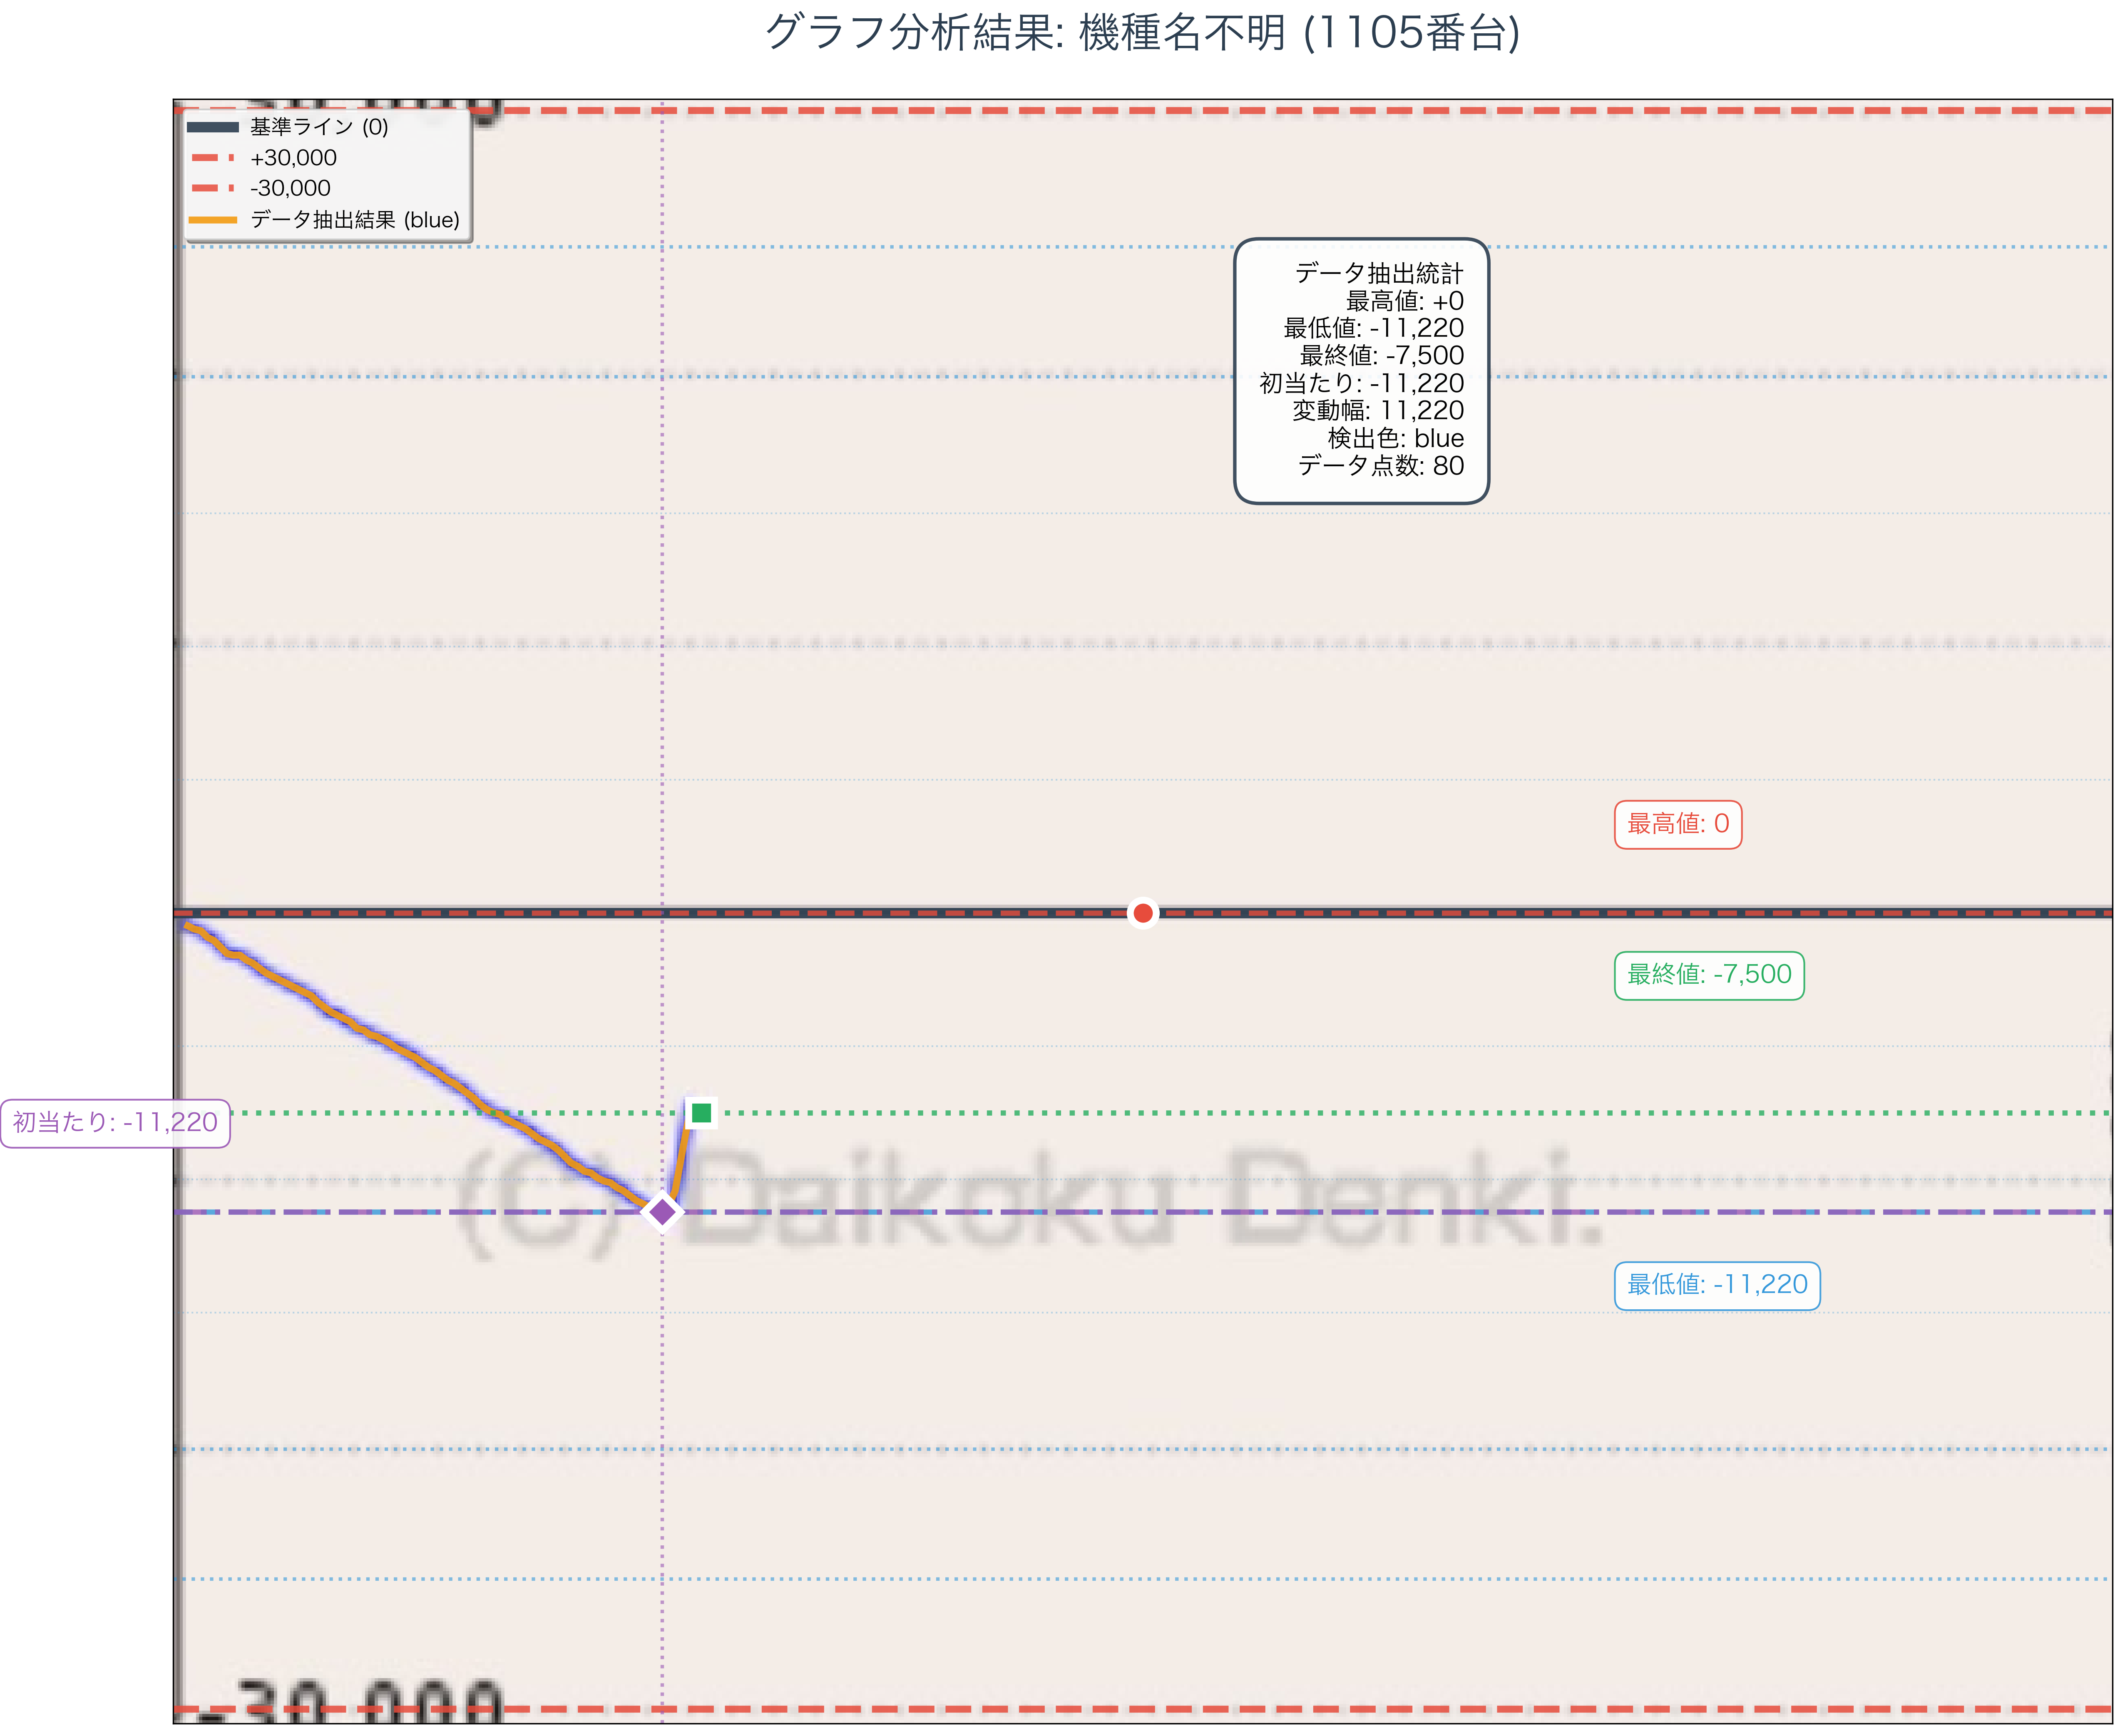 グラフ分析結果: 機種名不明 (1105番台)
基準ライン (0)
+30,000
-30,000
データ抽出結果 (blue)
データ抽出統計
最高値: +0
最低値: -11,220
最終値: -7,500
初当たり: -11,220
変動幅: 11,220
検出色: blue
データ点数: 80
最高値: 0
最終値: -7,500
初当たり: -11,220
(C) Daikoku Denki.
最低値: -11,220
-30,000